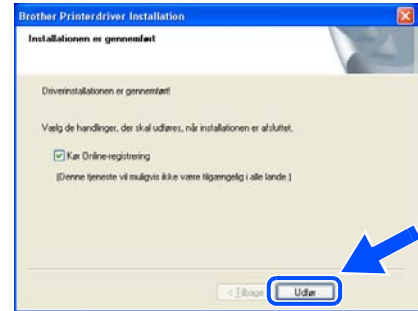 Brother Printerdriver Installation
Installationen er gennemført
Driverinstallationen er gennemført!
Vælg de handlinger, der skal udføres, når installationen er afsluttet.
Kør Online-registrering
(Denne tjeneste vil muligvis ikke være tilgængelig i alle lande.)
< Tilbage Udfør